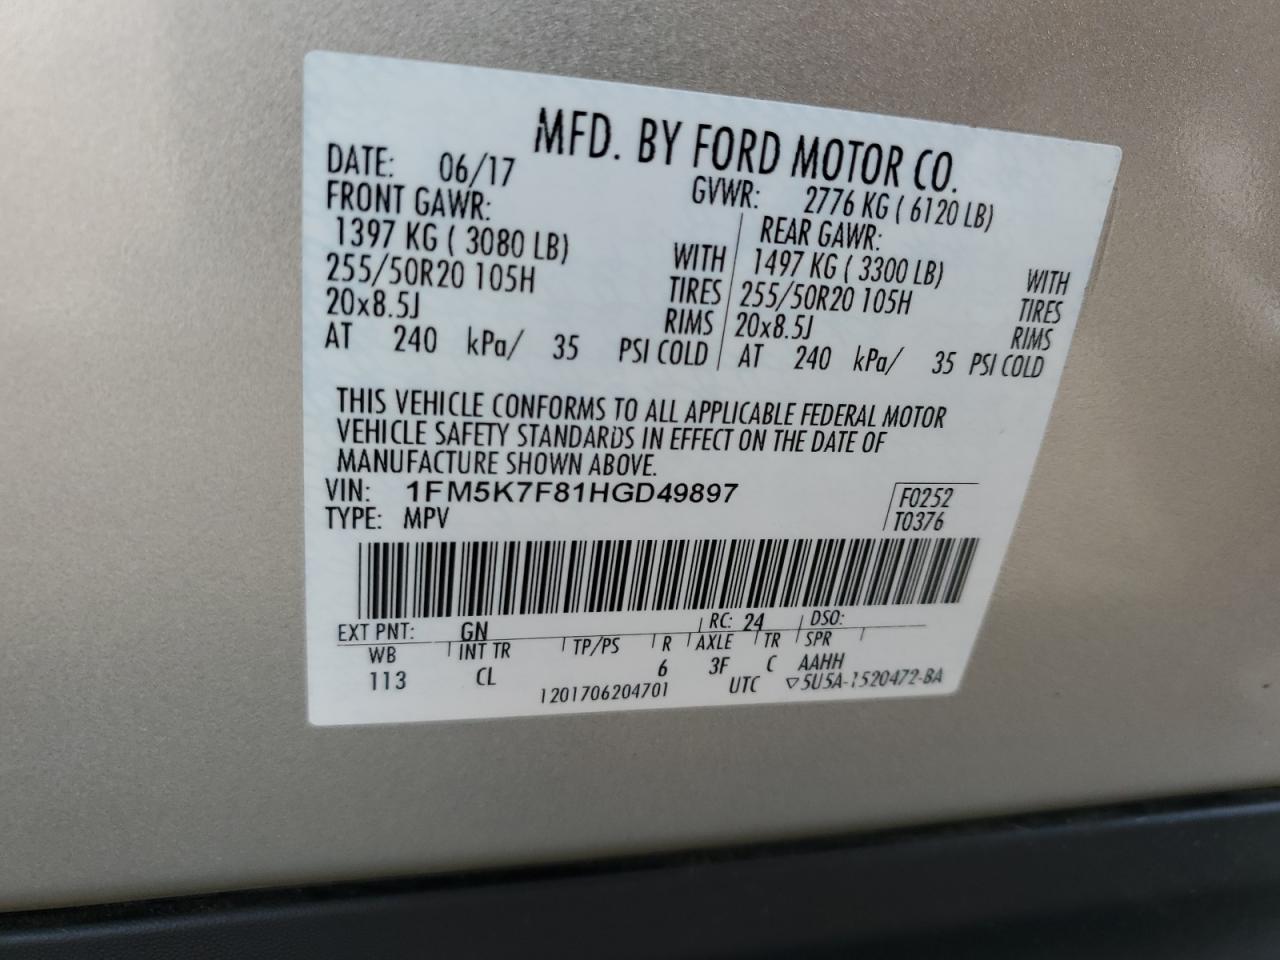 MFD. BY FORD MOTOR CO.
DATE: 06/17 GVWR: 2776 KG ( 6120 LB)
FRONT GAWR: REAR GAWR:
1397 KG ( 3080 LB) WITH 1497 KG ( 3300 LB) WITH
255/50R20 105H TIRES 255/50R20 105H TIRES
20x8.5J RIMS 20x8.5J RIMS
AT 240 kPa/ 35 PSI COLD AT 240 kPa/ 35 PSI COLD
THIS VEHICLE CONFORMS TO ALL APPLICABLE FEDERAL MOTOR
VEHICLE SAFETY STANDARDS IN EFFECT ON THE DATE OF
MANUFACTURE SHOWN ABOVE.
VIN: 1FM5K7F81HGD49897 F0252
TYPE: MPV T0376
EXT PNT: GN RC: 24 DSO:
WB INT TR TP/PS R AXLE TR SPR
113 CL 6 3F C AAHH
1201706204701 UTC ▽5U5A-1520472-BA